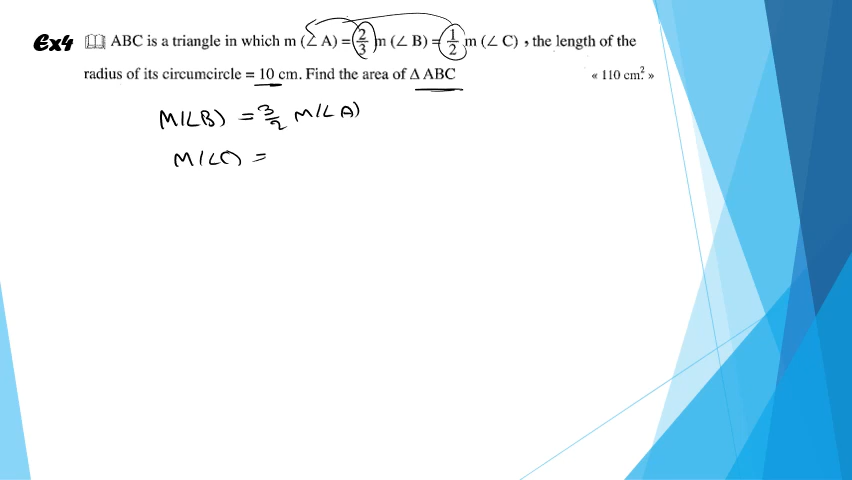 Ex4 📖 ABC is a triangle in which m (∠ A) = 2/3 m (∠ B) = 1/2 m (∠ C) , the length of the
radius of its circumcircle = 10 cm. Find the area of Δ ABC « 110 cm² »
M(∠B) = 3/2 M(∠A)
M(∠C) =